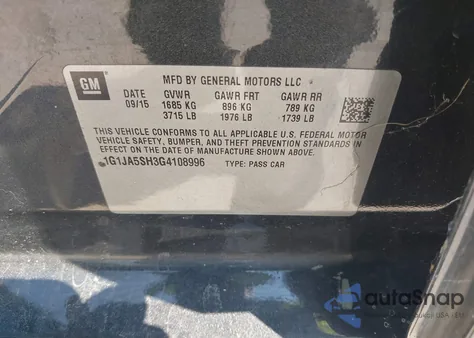 GM
MFD BY GENERAL MOTORS LLC
DATE GVWR GAWR FRT GAWR RR
09/15 1685 KG 896 KG 789 KG
3715 LB 1976 LB 1739 LB
THIS VEHICLE CONFORMS TO ALL APPLICABLE U.S. FEDERAL MOTOR
VEHICLE SAFETY, BUMPER, AND THEFT PREVENTION STANDARDS IN
EFFECT ON THE DATE OF MANUFACTURE SHOWN ABOVE.
1G1JA5SH3G4108996 TYPE: PASS CAR
autoSnap